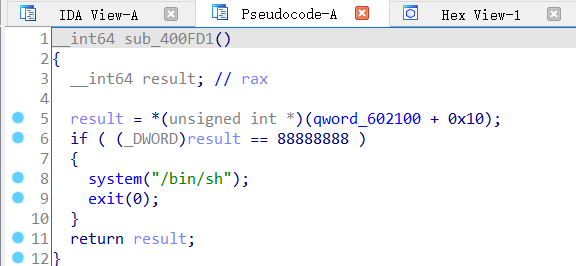 IDA View-A Pseudocode-A Hex View-1
1 __int64 sub_400FD1()
2 {
3 __int64 result; // rax
4
5 result = *(unsigned int *)(qword_602100 + 0x10);
6 if ( (_DWORD)result == 88888888 )
7 {
8 system("/bin/sh");
9 exit(0);
10 }
11 return result;
12 }